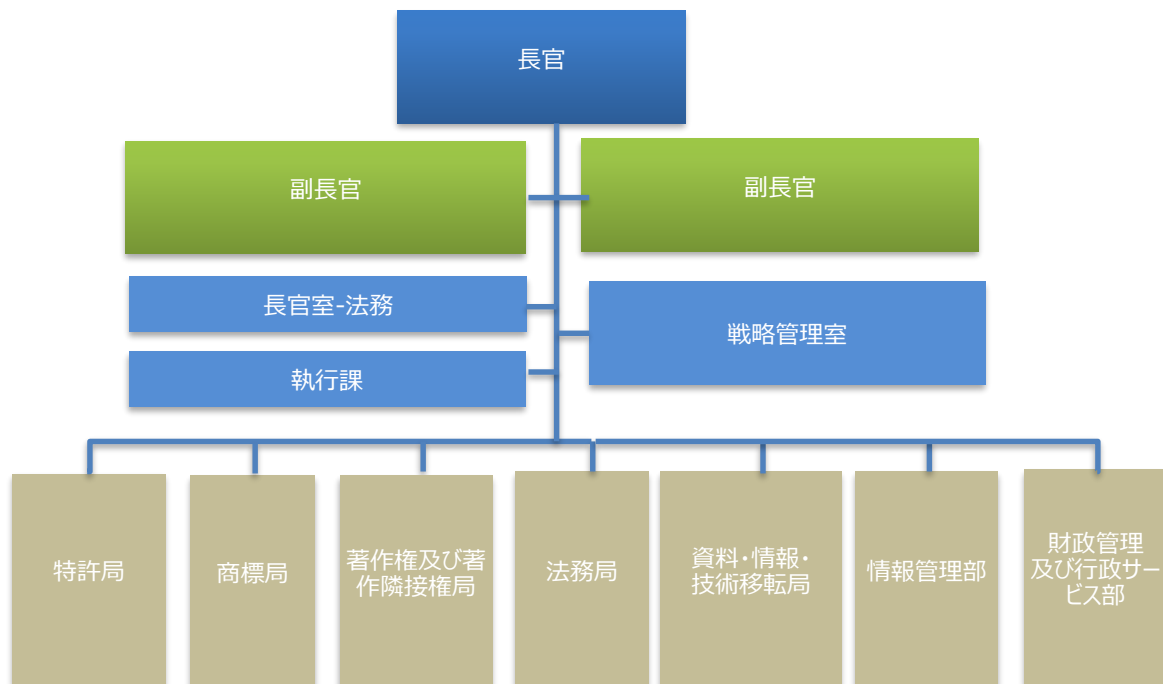 長官
副長官
副長官
長官室-法務
戦略管理室
執行課
特許局
商標局
著作権及び著
作隣接権局
法務局
資料・情報・
技術移転局
情報管理部
財政管理
及び行政サー
ビス部